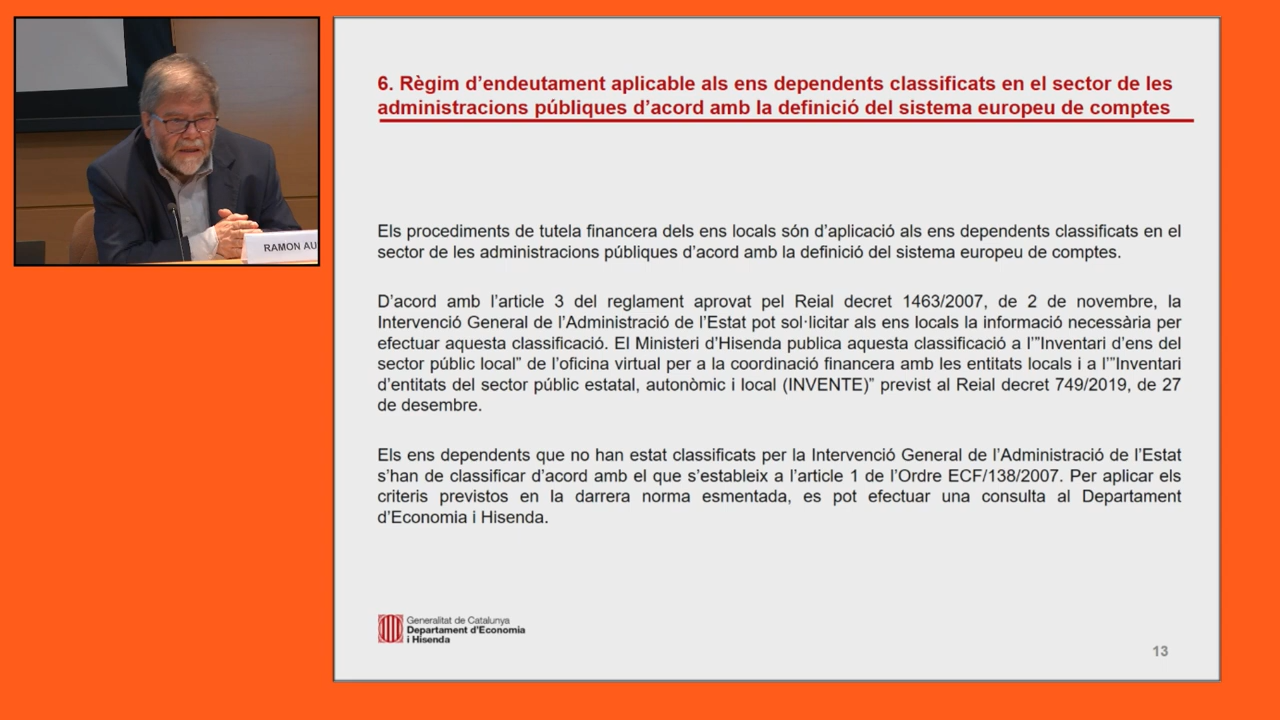 RAMON AU
6. Règim d’endeutament aplicable als ens dependents classificats en el sector de les
administracions públiques d’acord amb la definició del sistema europeu de comptes
Els procediments de tutela financera dels ens locals són d’aplicació als ens dependents classificats en el
sector de les administracions públiques d’acord amb la definició del sistema europeu de comptes.
D’acord amb l’article 3 del reglament aprovat pel Reial decret 1463/2007, de 2 de novembre, la
Intervenció General de l’Administració de l’Estat pot sol·licitar als ens locals la informació necessària per
efectuar aquesta classificació. El Ministeri d’Hisenda publica aquesta classificació a l’”Inventari d’ens del
sector públic local” de l’oficina virtual per a la coordinació financera amb les entitats locals i a l’”Inventari
d’entitats del sector públic estatal, autonòmic i local (INVENTE)” previst al Reial decret 749/2019, de 27
de desembre.
Els ens dependents que no han estat classificats per la Intervenció General de l’Administració de l’Estat
s’han de classificar d’acord amb el que s’estableix a l’article 1 de l’Ordre ECF/138/2007. Per aplicar els
criteris previstos en la darrera norma esmentada, es pot efectuar una consulta al Departament
d’Economia i Hisenda.
Generalitat de Catalunya
Departament d’Economia
i Hisenda
13